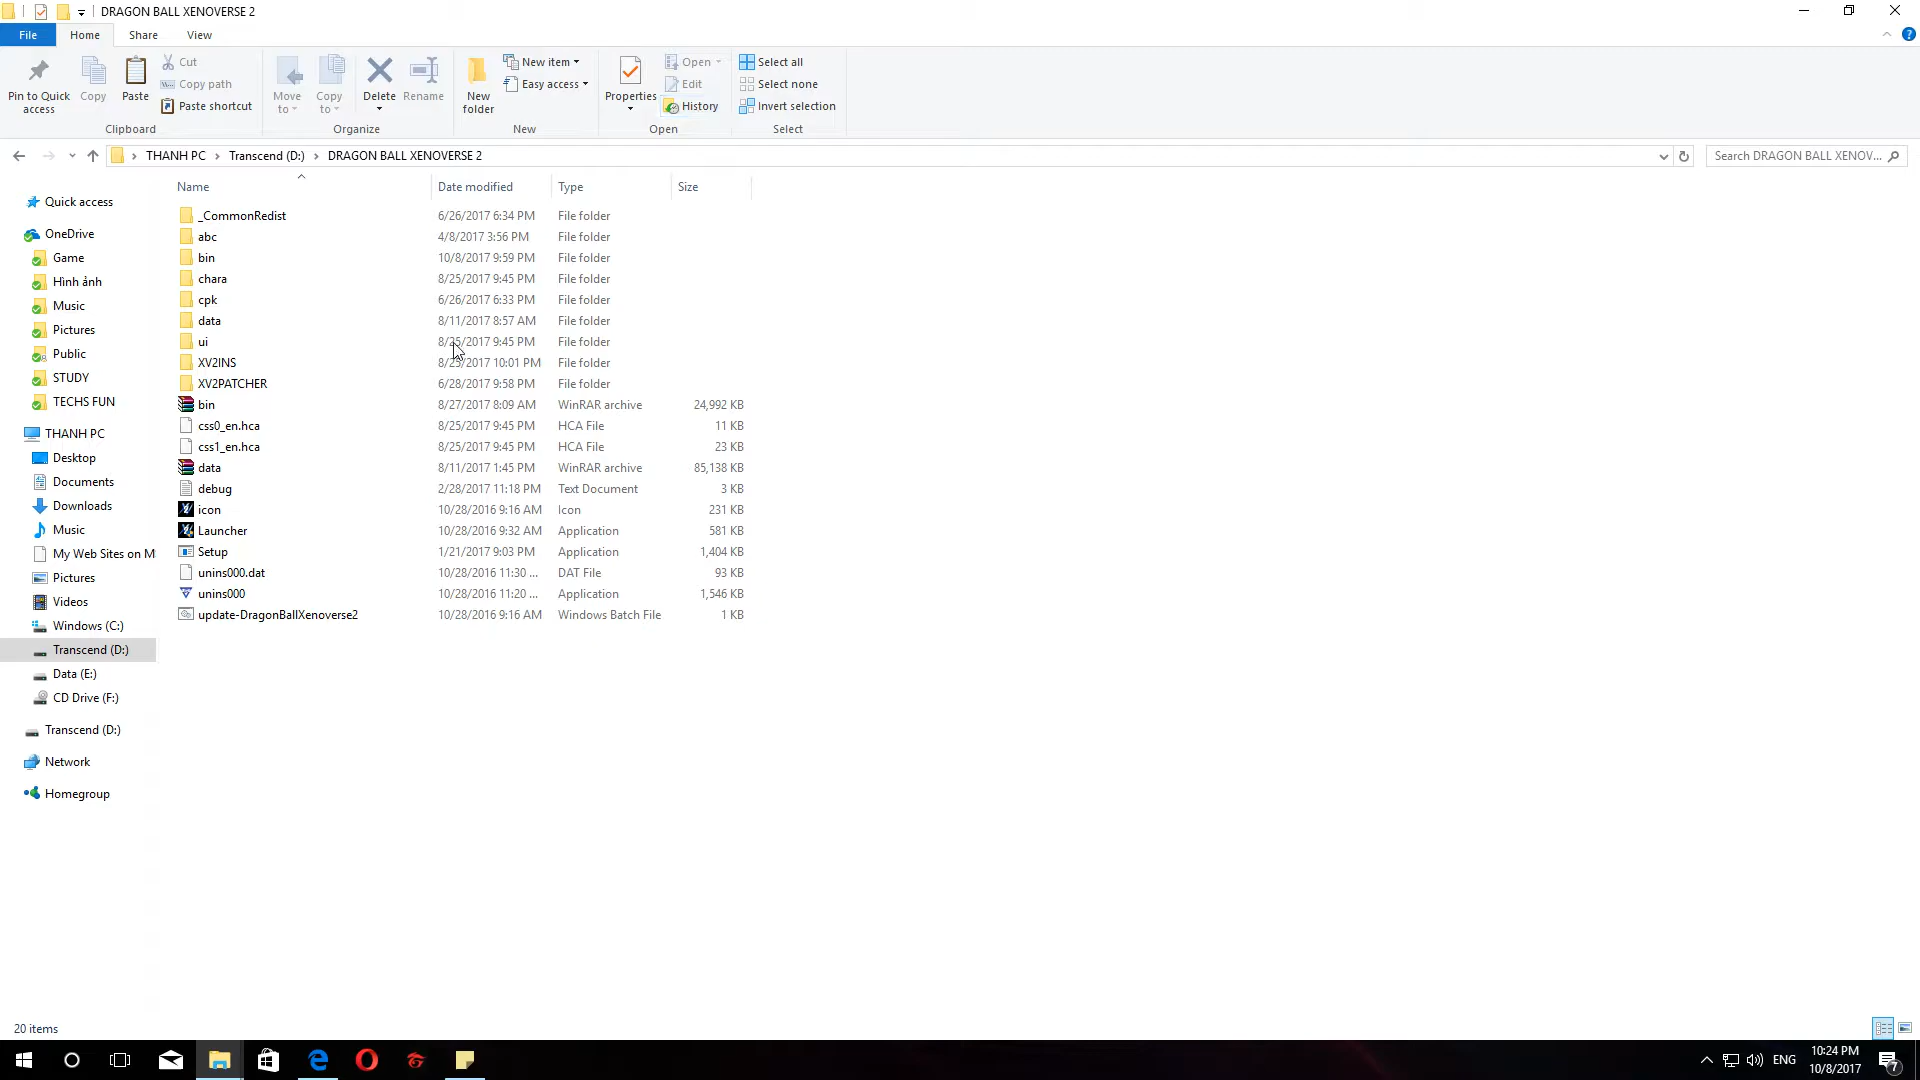 DRAGON BALL XENOVERSE 2
File Home Share View
Pin to Quick access
Copy
Paste
Cut
Copy path
Paste shortcut
Clipboard
Move to
Copy to
Delete
Rename
Organize
New folder
New item
Easy access
New
Properties
Open
Edit
History
Open
Select all
Select none
Invert selection
Select
THANH PC > Transcend (D:) > DRAGON BALL XENOVERSE 2
Search DRAGON BALL XENOV...
Quick access
OneDrive
Game
Hình ảnh
Music
Pictures
Public
STUDY
TECHS FUN
THANH PC
Desktop
Documents
Downloads
Music
My Web Sites on M
Pictures
Videos
Windows (C:)
Transcend (D:)
Data (E:)
CD Drive (F:)
Transcend (D:)
Network
Homegroup
Name Date modified Type Size
_CommonRedist 6/26/2017 6:34 PM File folder
abc 4/8/2017 3:56 PM File folder
bin 10/8/2017 9:59 PM File folder
chara 8/25/2017 9:45 PM File folder
cpk 6/26/2017 6:33 PM File folder
data 8/11/2017 8:57 AM File folder
ui 8/25/2017 9:45 PM File folder
XV2INS 8/25/2017 10:01 PM File folder
XV2PATCHER 6/28/2017 9:58 PM File folder
bin 8/27/2017 8:09 AM WinRAR archive 24,992 KB
css0_en.hca 8/25/2017 9:45 PM HCA File 11 KB
css1_en.hca 8/25/2017 9:45 PM HCA File 23 KB
data 8/11/2017 1:45 PM WinRAR archive 85,138 KB
debug 2/28/2017 11:18 PM Text Document 3 KB
icon 10/28/2016 9:16 AM Icon 231 KB
Launcher 10/28/2016 9:32 AM Application 581 KB
Setup 1/21/2017 9:03 PM Application 1,404 KB
unins000.dat 10/28/2016 11:30 ... DAT File 93 KB
unins000 10/28/2016 11:20 ... Application 1,546 KB
update-DragonBallXenoverse2 10/28/2016 9:16 AM Windows Batch File 1 KB
20 items
ENG
10:24 PM
10/8/2017
7